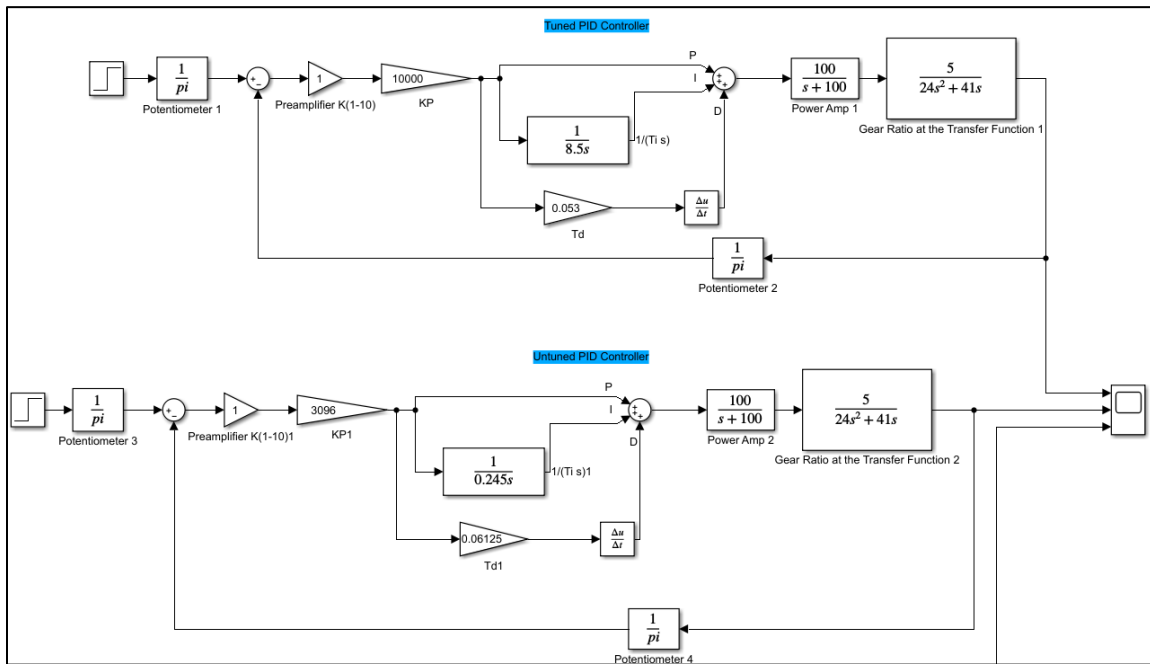 Tuned PID Controller
1
pi
Potentiometer 1
+
−
1
Preamplifier K(1-10)
10000
KP
P
I
D
+
+
+
1
8.5s
1/(Ti s)
0.053
Td
Δu
Δt
100
s + 100
Power Amp 1
5
24s² + 41s
Gear Ratio at the Transfer Function 1
1
pi
Potentiometer 2
Untuned PID Controller
1
pi
Potentiometer 3
+
−
1
Preamplifier K(1-10)1
3096
KP1
P
I
D
+
+
+
1
0.245s
1/(Ti s)1
0.06125
Td1
Δu
Δt
100
s + 100
Power Amp 2
5
24s² + 41s
Gear Ratio at the Transfer Function 2
1
pi
Potentiometer 4